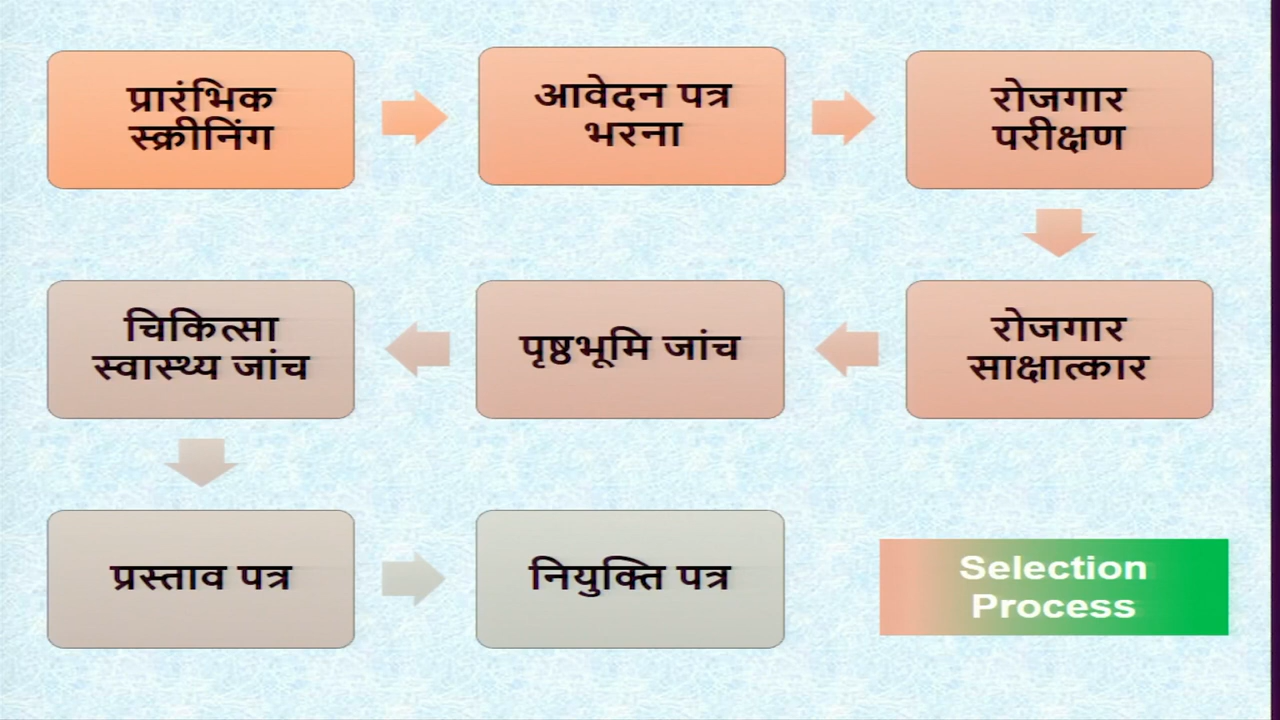 प्रारंभिक
स्क्रीनिंग
आवेदन पत्र
भरना
रोजगार
परीक्षण
रोजगार
साक्षात्कार
पृष्ठभूमि जांच
चिकित्सा
स्वास्थ्य जांच
प्रस्ताव पत्र
नियुक्ति पत्र
Selection
Process